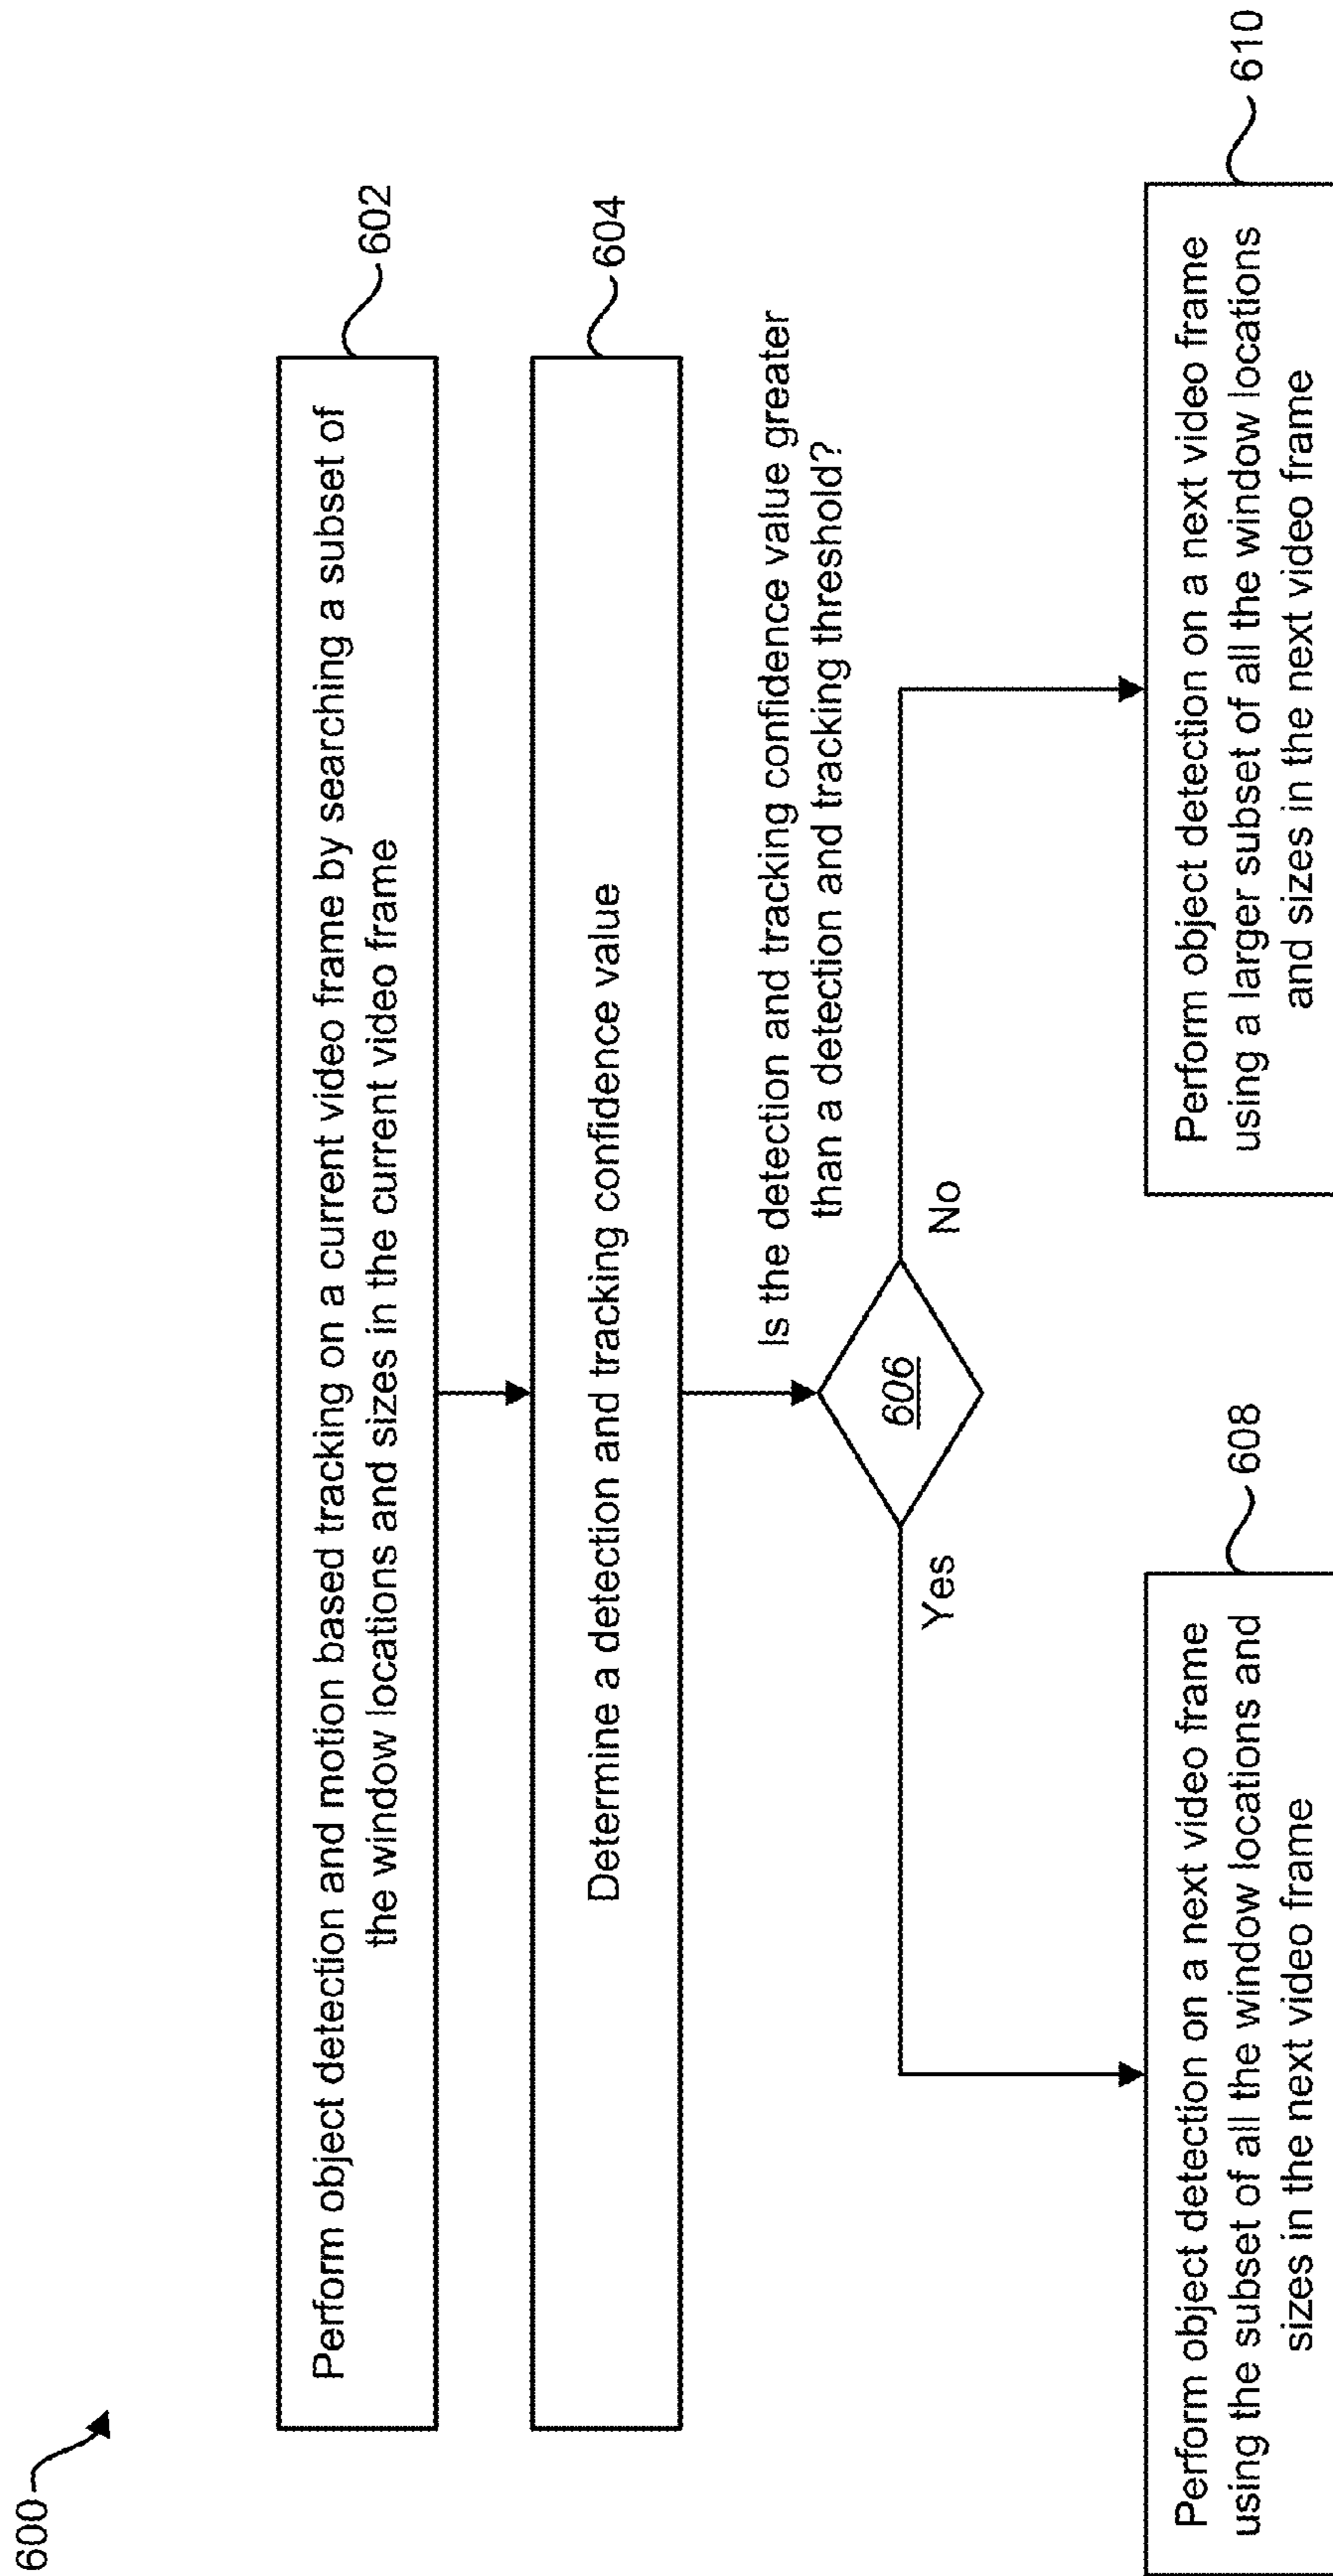 600
Perform object detection and motion based tracking on a current video frame by searching a subset of
the window locations and sizes in the current video frame
602
Determine a detection and tracking confidence value
604
Is the detection and tracking confidence value greater
than a detection and tracking threshold?
606
Yes
No
Perform object detection on a next video frame
using the subset of all the window locations and
sizes in the next video frame
608
Perform object detection on a next video frame
using a larger subset of all the window locations
and sizes in the next video frame
610